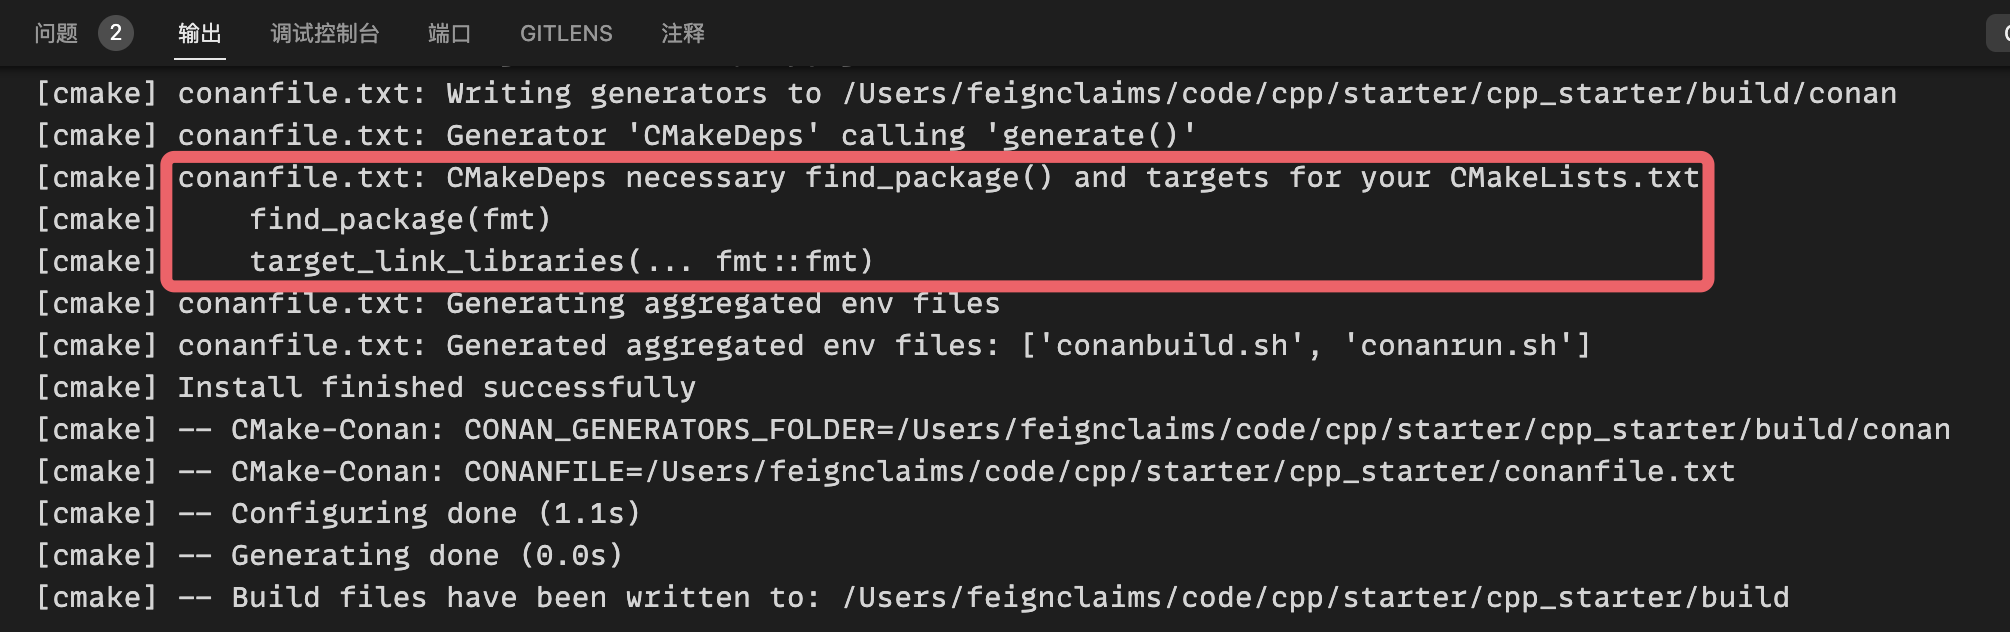 问题 2 输出 调试控制台 端口 GITLENS 注释
[cmake] conanfile.txt: Writing generators to /Users/feignclaims/code/cpp/starter/cpp_starter/build/conan
[cmake] conanfile.txt: Generator 'CMakeDeps' calling 'generate()'
[cmake] conanfile.txt: CMakeDeps necessary find_package() and targets for your CMakeLists.txt
[cmake]     find_package(fmt)
[cmake]     target_link_libraries(... fmt::fmt)
[cmake] conanfile.txt: Generating aggregated env files
[cmake] conanfile.txt: Generated aggregated env files: ['conanbuild.sh', 'conanrun.sh']
[cmake] Install finished successfully
[cmake] -- CMake-Conan: CONAN_GENERATORS_FOLDER=/Users/feignclaims/code/cpp/starter/cpp_starter/build/conan
[cmake] -- CMake-Conan: CONANFILE=/Users/feignclaims/code/cpp/starter/cpp_starter/conanfile.txt
[cmake] -- Configuring done (1.1s)
[cmake] -- Generating done (0.0s)
[cmake] -- Build files have been written to: /Users/feignclaims/code/cpp/starter/cpp_starter/build